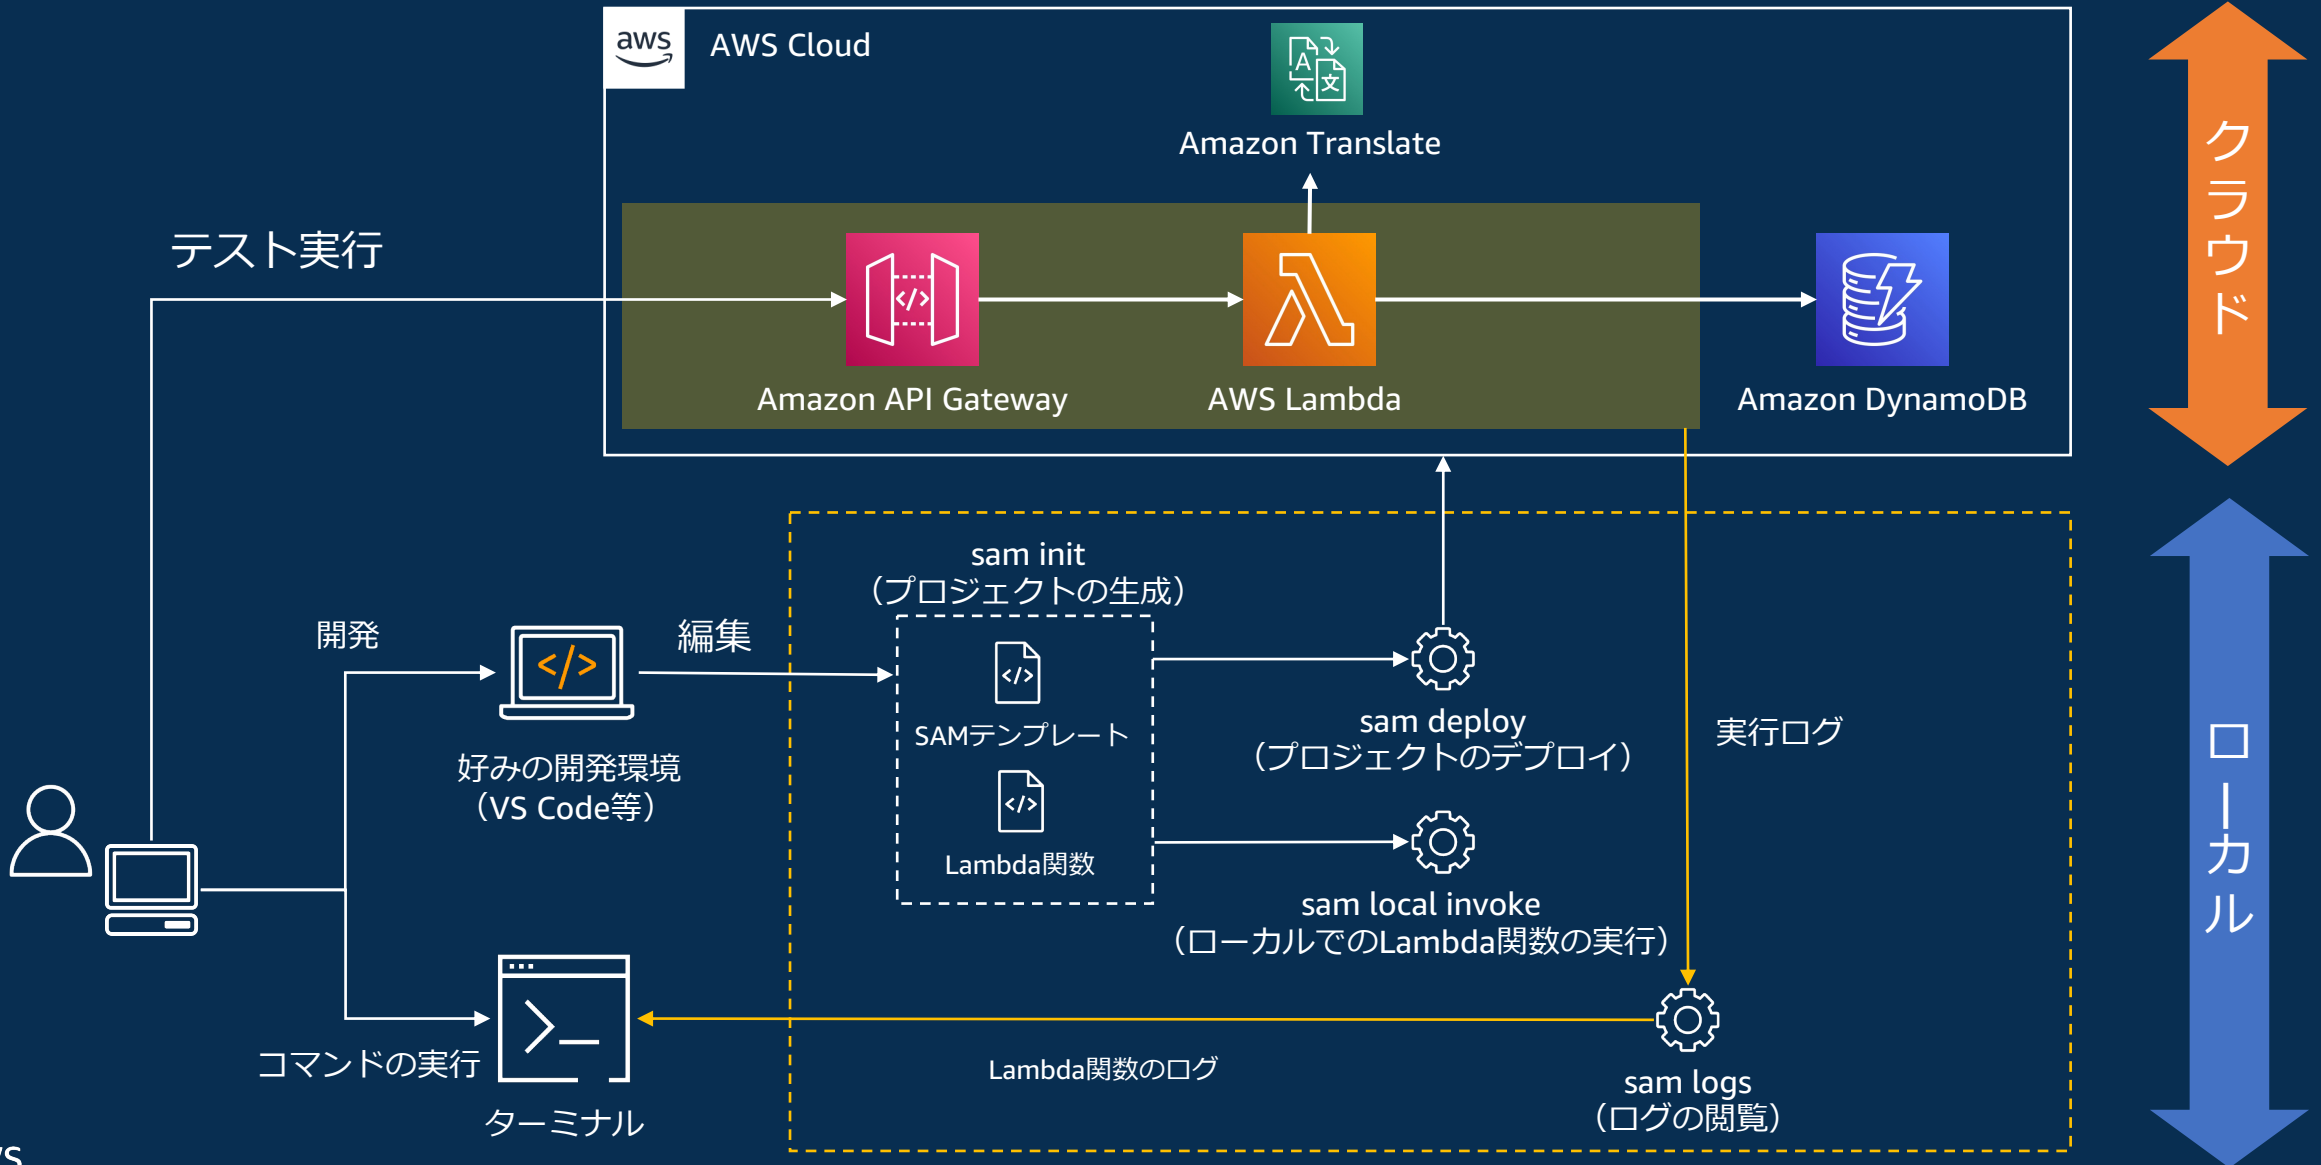 aws
AWS Cloud
Amazon Translate
テスト実行
Amazon API Gateway
AWS Lambda
Amazon DynamoDB
クラウド
sam init
（プロジェクトの生成）
開発
編集
</>
SAMテンプレート
Lambda関数
好みの開発環境
（VS Code等）
sam deploy
（プロジェクトのデプロイ）
実行ログ
sam local invoke
（ローカルでのLambda関数の実行）
ローカル
コマンドの実行
ターミナル
Lambda関数のログ
sam logs
（ログの閲覧）